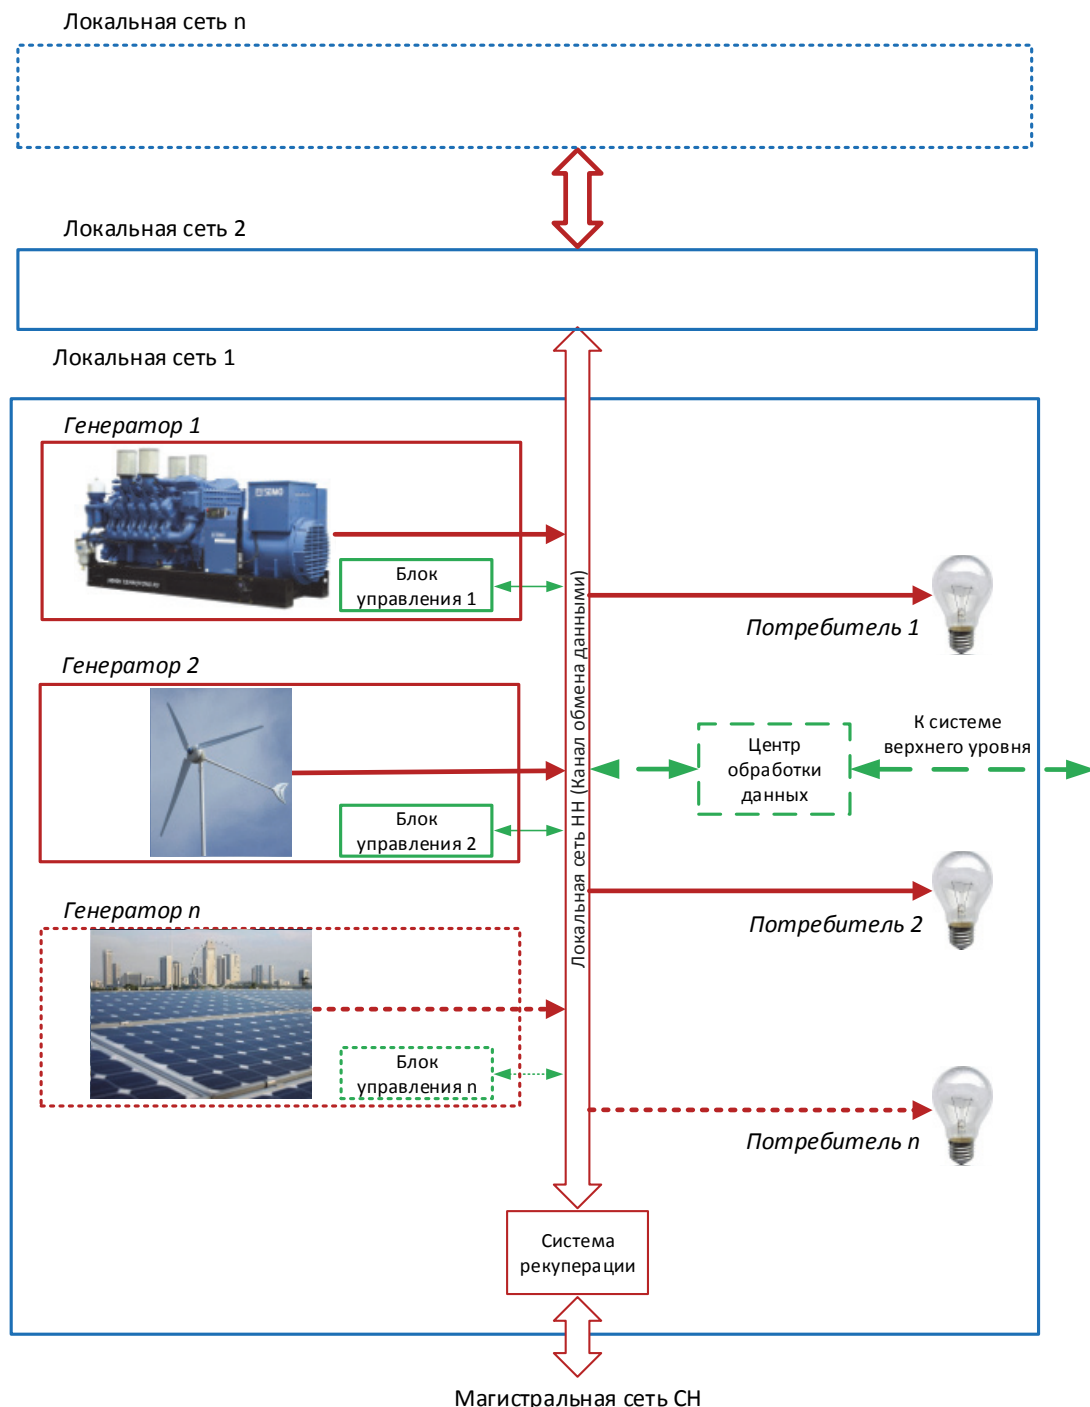 Локальная сеть n
Локальная сеть 2
Локальная сеть 1
Генератор 1
SDMO
Блок
управления 1
Генератор 2
Блок
управления 2
Генератор n
Блок
управления n
Локальная сеть НН (Канал обмена данными)
Потребитель 1
Центр
обработки
данных
К системе
верхнего уровня
Потребитель 2
Потребитель n
Система
рекуперации
Магистральная сеть СН